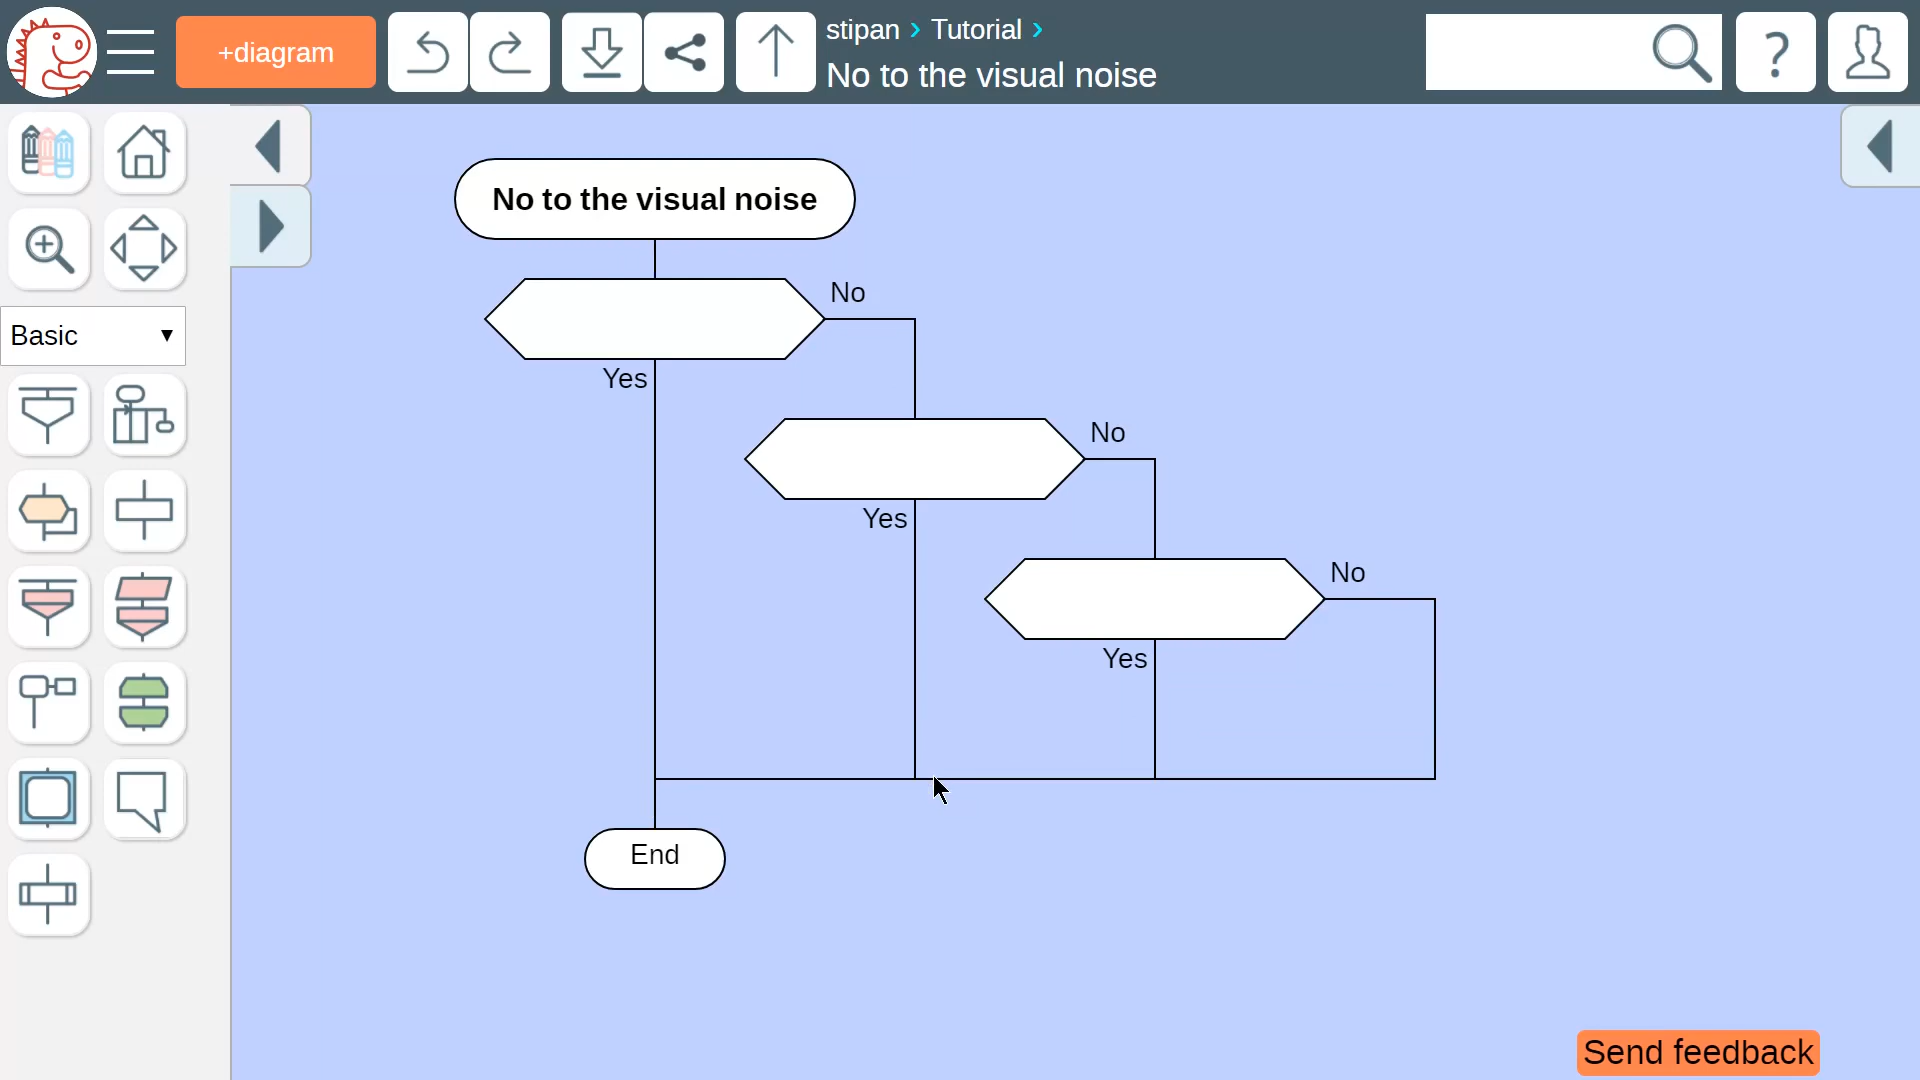 +diagram
stipan › Tutorial ›
No to the visual noise
?
Basic
No to the visual noise
No
Yes
No
Yes
No
Yes
End
Send feedback